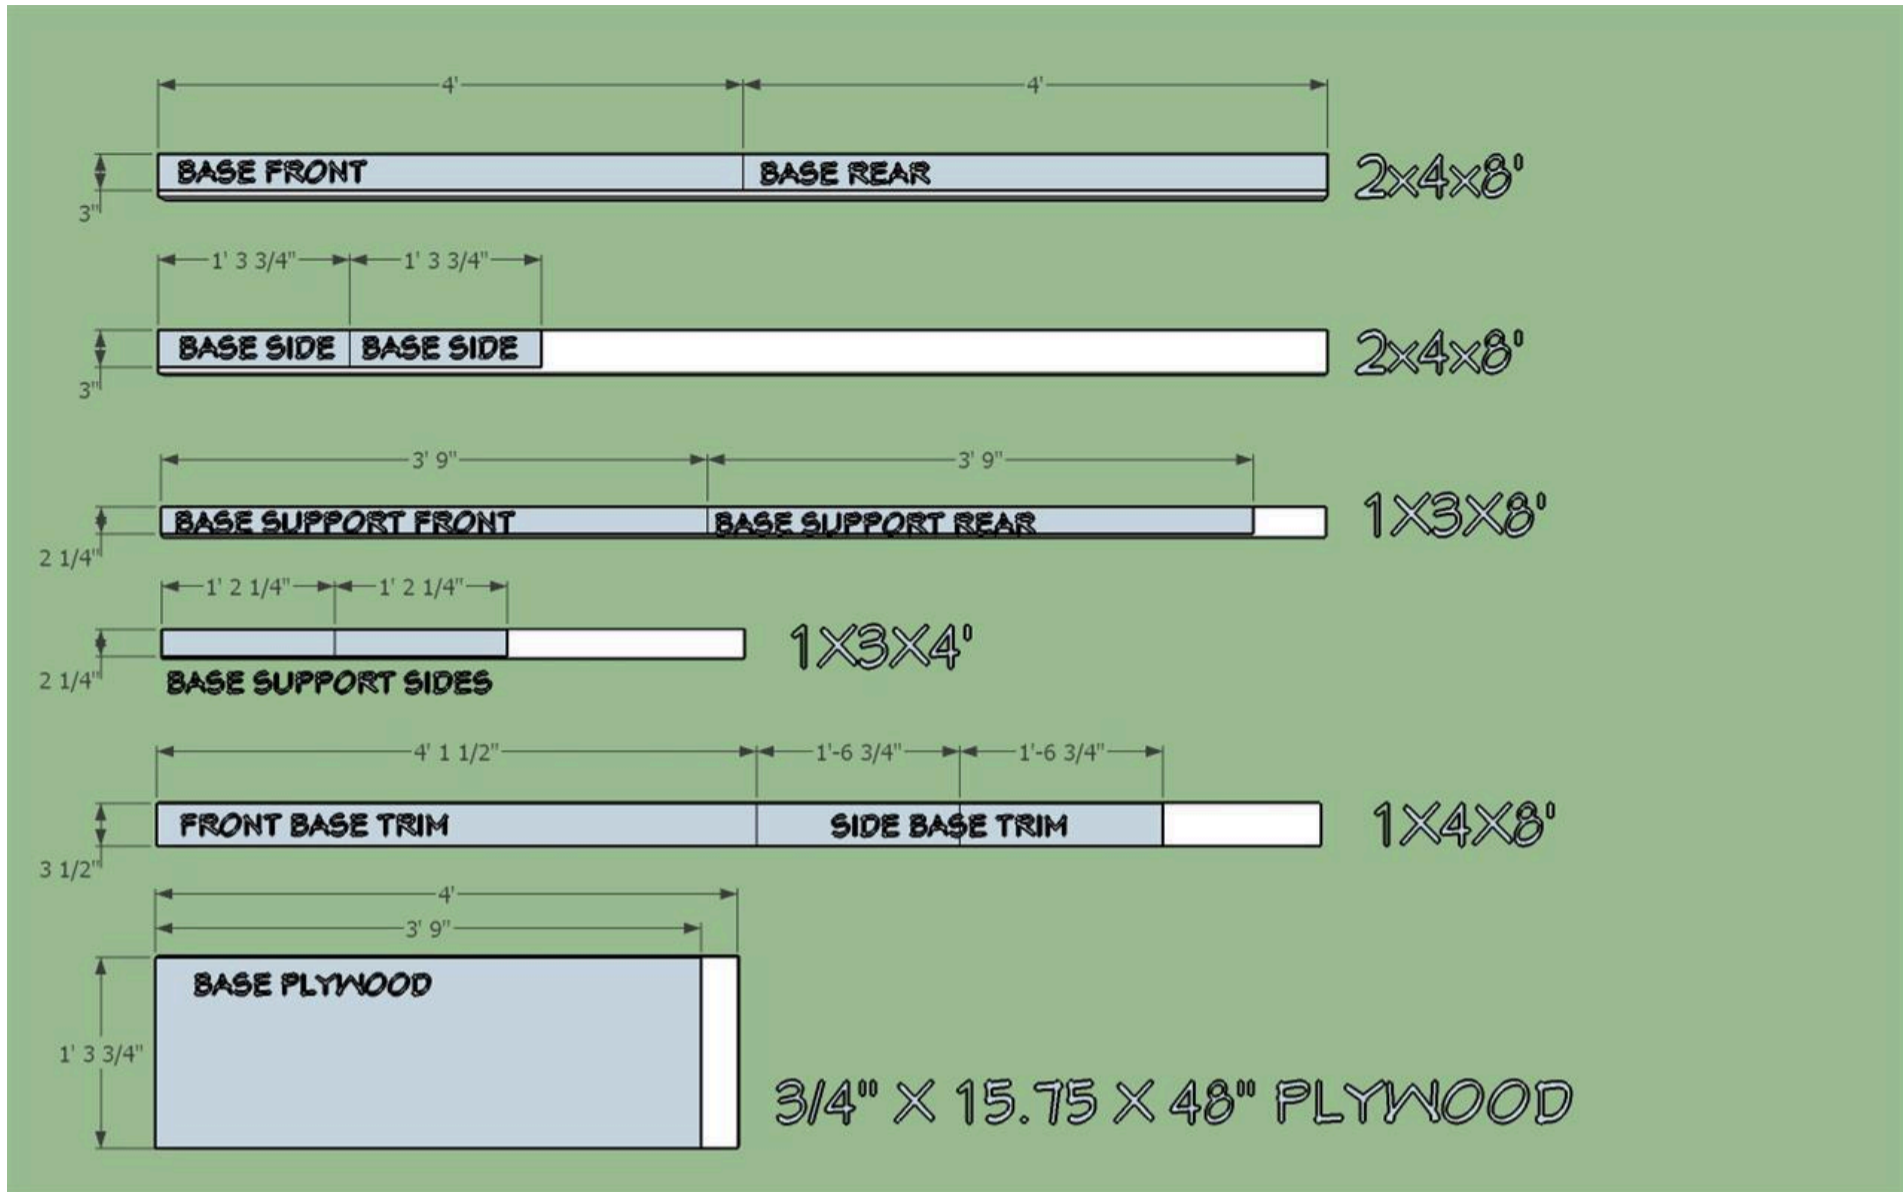 4' 4'
BASE FRONT BASE REAR 2x4x8'
3"
1' 3 3/4" 1' 3 3/4"
BASE SIDE BASE SIDE 2x4x8'
3"
3' 9" 3' 9"
BASE SUPPORT FRONT BASE SUPPORT REAR 1X3X8'
2 1/4"
1' 2 1/4" 1' 2 1/4"
1X3X4'
2 1/4" BASE SUPPORT SIDES
4' 1 1/2" 1'-6 3/4" 1'-6 3/4"
FRONT BASE TRIM SIDE BASE TRIM 1X4X8'
3 1/2"
4'
3' 9"
BASE PLYWOOD
1' 3 3/4"
3/4" X 15.75 X 48" PLYWOOD